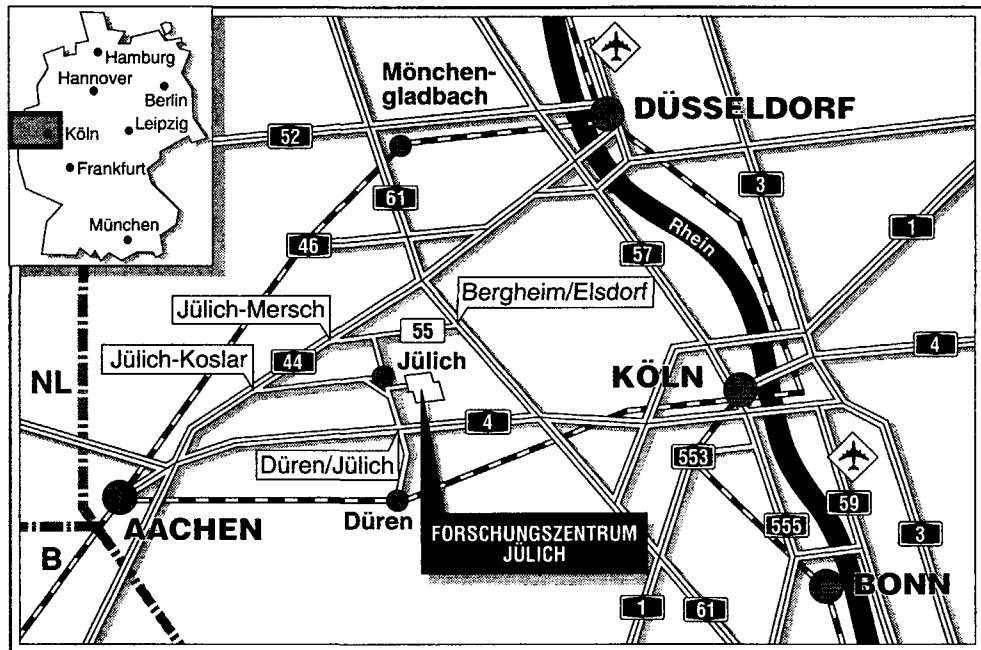 Hamburg
Hannover
Berlin
Leipzig
Köln
Frankfurt
München
Mönchen-
gladbach
DÜSSELDORF
52
61
3
1
46
57
Rhein
Bergheim/Elsdorf
Jülich-Mersch
55
Jülich-Koslar
44
Jülich
4
NL
KÖLN
4
Düren/Jülich
553
AACHEN
Düren
59
555
3
B
FORSCHUNGSZENTRUM
JÜLICH
BONN
1
61